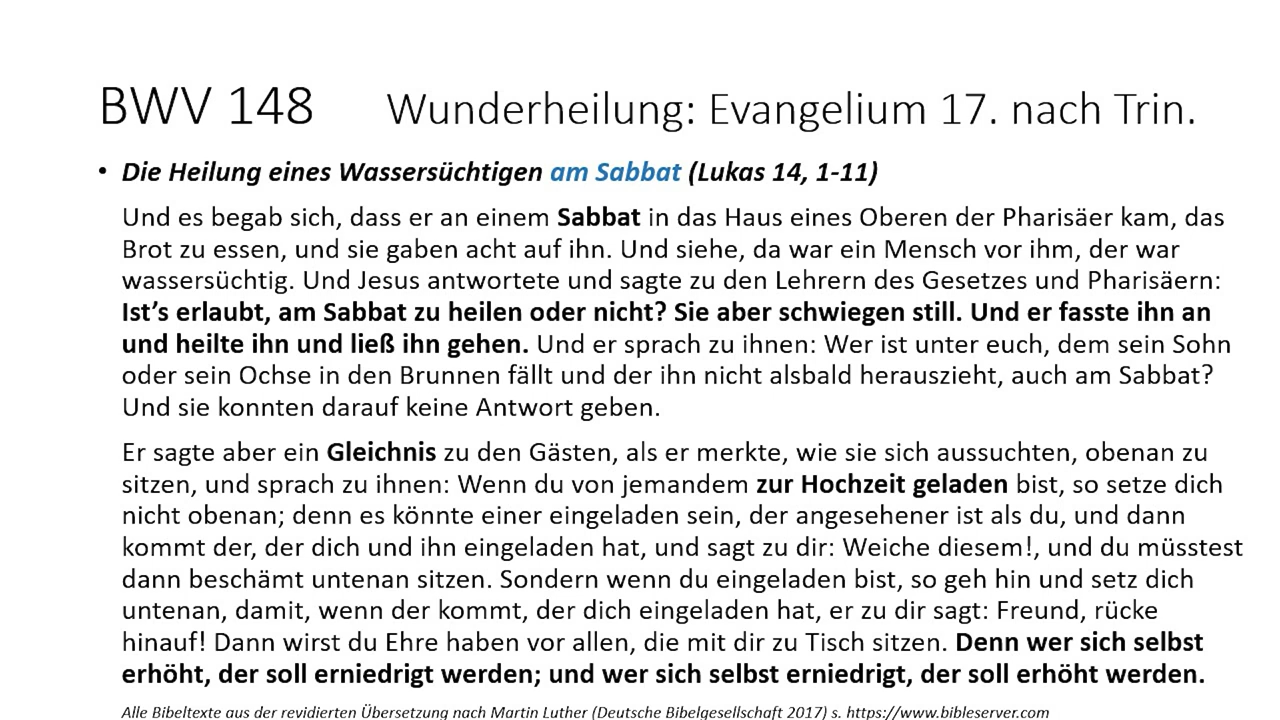 BWV 148 Wunderheilung: Evangelium 17. nach Trin.
• Die Heilung eines Wassersüchtigen am Sabbat (Lukas 14, 1-11)
Und es begab sich, dass er an einem Sabbat in das Haus eines Oberen der Pharisäer kam, das
Brot zu essen, und sie gaben acht auf ihn. Und siehe, da war ein Mensch vor ihm, der war
wassersüchtig. Und Jesus antwortete und sagte zu den Lehrern des Gesetzes und Pharisäern:
Ist’s erlaubt, am Sabbat zu heilen oder nicht? Sie aber schwiegen still. Und er fasste ihn an
und heilte ihn und ließ ihn gehen. Und er sprach zu ihnen: Wer ist unter euch, dem sein Sohn
oder sein Ochse in den Brunnen fällt und der ihn nicht alsbald herauszieht, auch am Sabbat?
Und sie konnten darauf keine Antwort geben.
Er sagte aber ein Gleichnis zu den Gästen, als er merkte, wie sie sich aussuchten, obenan zu
sitzen, und sprach zu ihnen: Wenn du von jemandem zur Hochzeit geladen bist, so setze dich
nicht obenan; denn es könnte einer eingeladen sein, der angesehener ist als du, und dann
kommt der, der dich und ihn eingeladen hat, und sagt zu dir: Weiche diesem!, und du müsstest
dann beschämt untenan sitzen. Sondern wenn du eingeladen bist, so geh hin und setz dich
untenan, damit, wenn der kommt, der dich eingeladen hat, er zu dir sagt: Freund, rücke
hinauf! Dann wirst du Ehre haben vor allen, die mit dir zu Tisch sitzen. Denn wer sich selbst
erhöht, der soll erniedrigt werden; und wer sich selbst erniedrigt, der soll erhöht werden.
Alle Bibeltexte aus der revidierten Übersetzung nach Martin Luther (Deutsche Bibelgesellschaft 2017) s. https://www.bibleserver.com